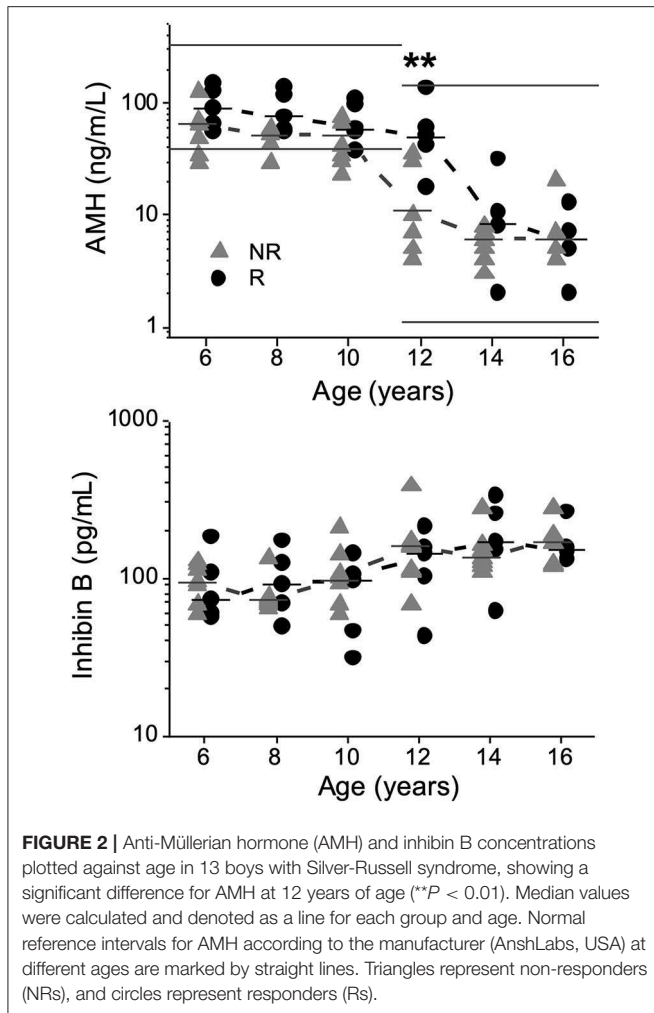 **
100
10
1
AMH (ng/m/L)
NR
R
6 8 10 12 14 16
Age (years)
1000
100
10
Inhibin B (pg/mL)
6 8 10 12 14 16
Age (years)
FIGURE 2 | Anti-Müllerian hormone (AMH) and inhibin B concentrations
plotted against age in 13 boys with Silver-Russell syndrome, showing a
significant difference for AMH at 12 years of age (**P < 0.01). Median values
were calculated and denoted as a line for each group and age. Normal
reference intervals for AMH according to the manufacturer (AnshLabs, USA) at
different ages are marked by straight lines. Triangles represent non-responders
(NRs), and circles represent responders (Rs).